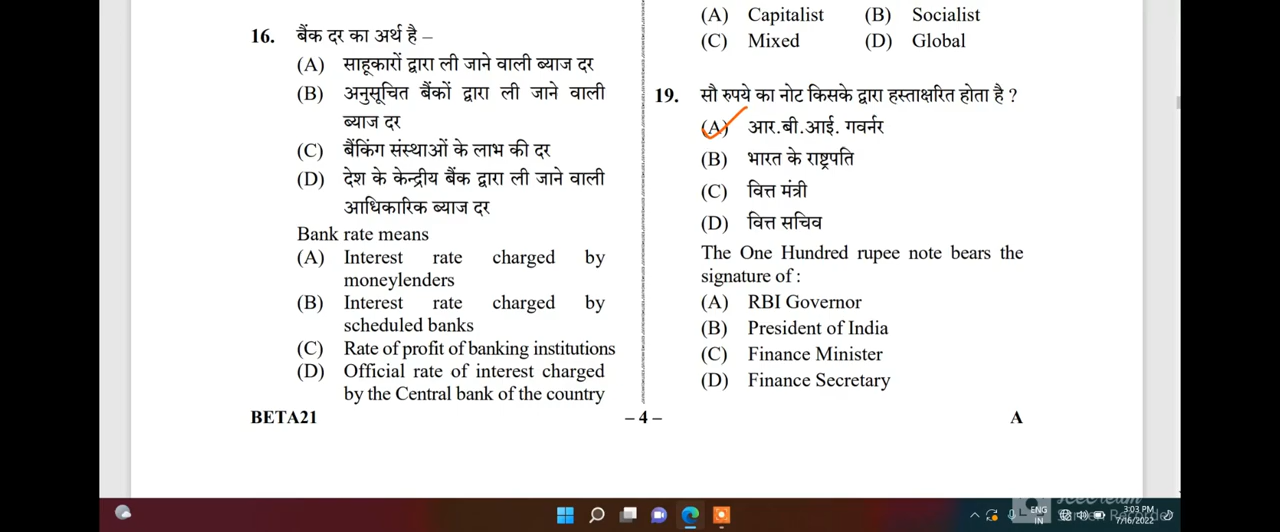 16. बैंक दर का अर्थ है –
(A) साहूकारों द्वारा ली जाने वाली ब्याज दर
(B) अनुसूचित बैंकों द्वारा ली जाने वाली
ब्याज दर
(C) बैंकिंग संस्थाओं के लाभ की दर
(D) देश के केन्द्रीय बैंक द्वारा ली जाने वाली
आधिकारिक ब्याज दर
Bank rate means
(A) Interest rate charged by
moneylenders
(B) Interest rate charged by
scheduled banks
(C) Rate of profit of banking institutions
(D) Official rate of interest charged
by the Central bank of the country
(A) Capitalist (B) Socialist
(C) Mixed (D) Global
19. सौ रुपये का नोट किसके द्वारा हस्ताक्षरित होता है ?
(A) आर.बी.आई. गवर्नर
(B) भारत के राष्ट्रपति
(C) वित्त मंत्री
(D) वित्त सचिव
The One Hundred rupee note bears the
signature of :
(A) RBI Governor
(B) President of India
(C) Finance Minister
(D) Finance Secretary
BETA21 – 4 – A
ENG
IN
3:03 PM
7/16/2022